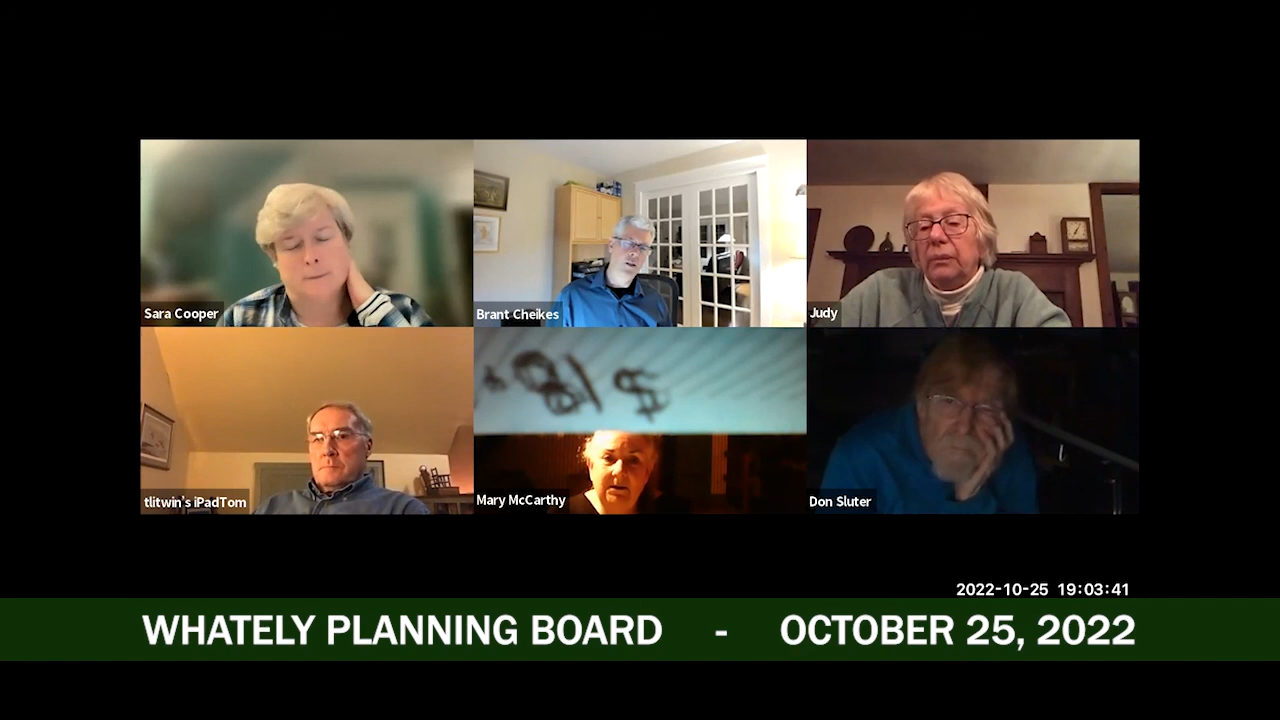 Sara Cooper
Brant Cheikes
Judy
tlitwin's iPadTom
Mary McCarthy
Don Sluter
2022-10-25 19:03:41
WHATELY PLANNING BOARD - OCTOBER 25, 2022